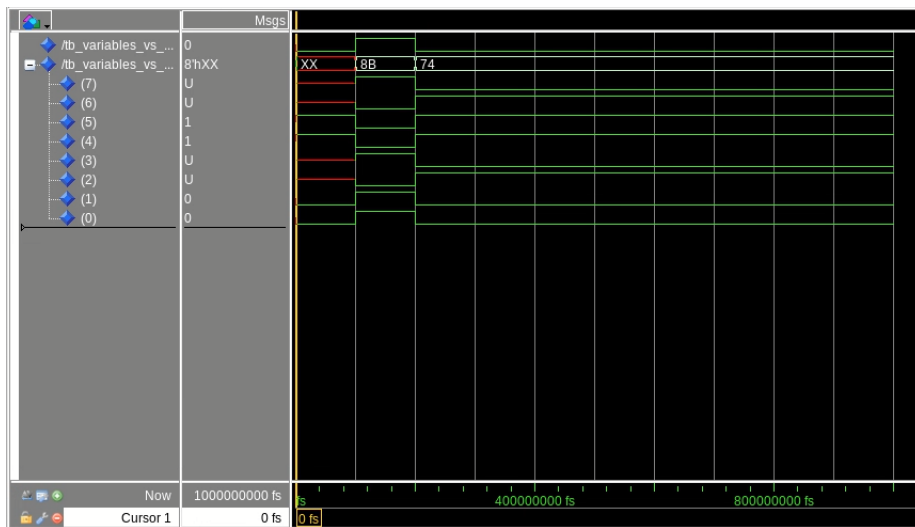 Msgs
/tb_variables_vs_... 0
/tb_variables_vs_... 8'hXX XX 8B 74
(7) U
(6) U
(5) 1
(4) 1
(3) U
(2) U
(1) 0
(0) 0
Now 1000000000 fs fs 400000000 fs 800000000 fs
Cursor 1 0 fs 0 fs